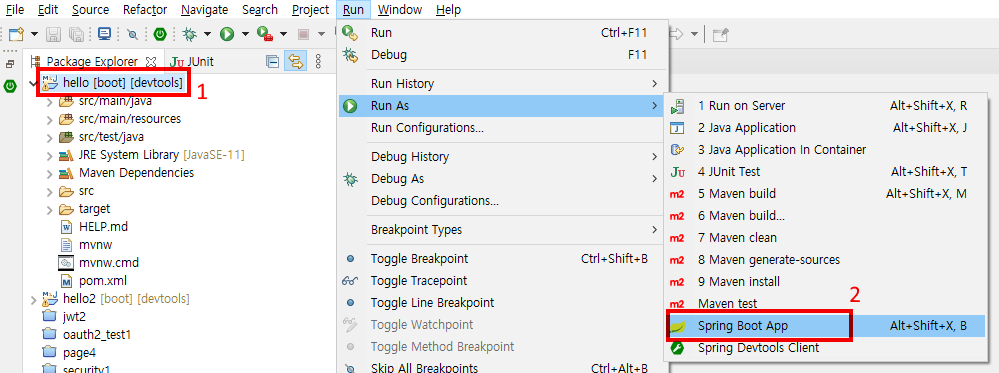 File Edit Source Refactor Navigate Search Project Run Window Help
Package Explorer JUnit
hello [boot] [devtools] 1
src/main/java
src/main/resources
src/test/java
JRE System Library [JavaSE-11]
Maven Dependencies
src
target
HELP.md
mvnw
mvnw.cmd
pom.xml
hello2 [boot] [devtools]
jwt2
oauth2_test1
page4
security1
Run Ctrl+F11
Debug F11
Run History
Run As
Run Configurations...
Debug History
Debug As
Debug Configurations...
Breakpoint Types
Toggle Breakpoint Ctrl+Shift+B
Toggle Tracepoint
Toggle Line Breakpoint
Toggle Watchpoint
Toggle Method Breakpoint
Skip All Breakpoints Ctrl+Alt+B
1 Run on Server Alt+Shift+X, R
2 Java Application Alt+Shift+X, J
3 Java Application In Container
4 JUnit Test Alt+Shift+X, T
m2 5 Maven build Alt+Shift+X, M
m2 6 Maven build...
m2 7 Maven clean
m2 8 Maven generate-sources
m2 9 Maven install
m2 Maven test
2
Spring Boot App Alt+Shift+X, B
Spring Devtools Client